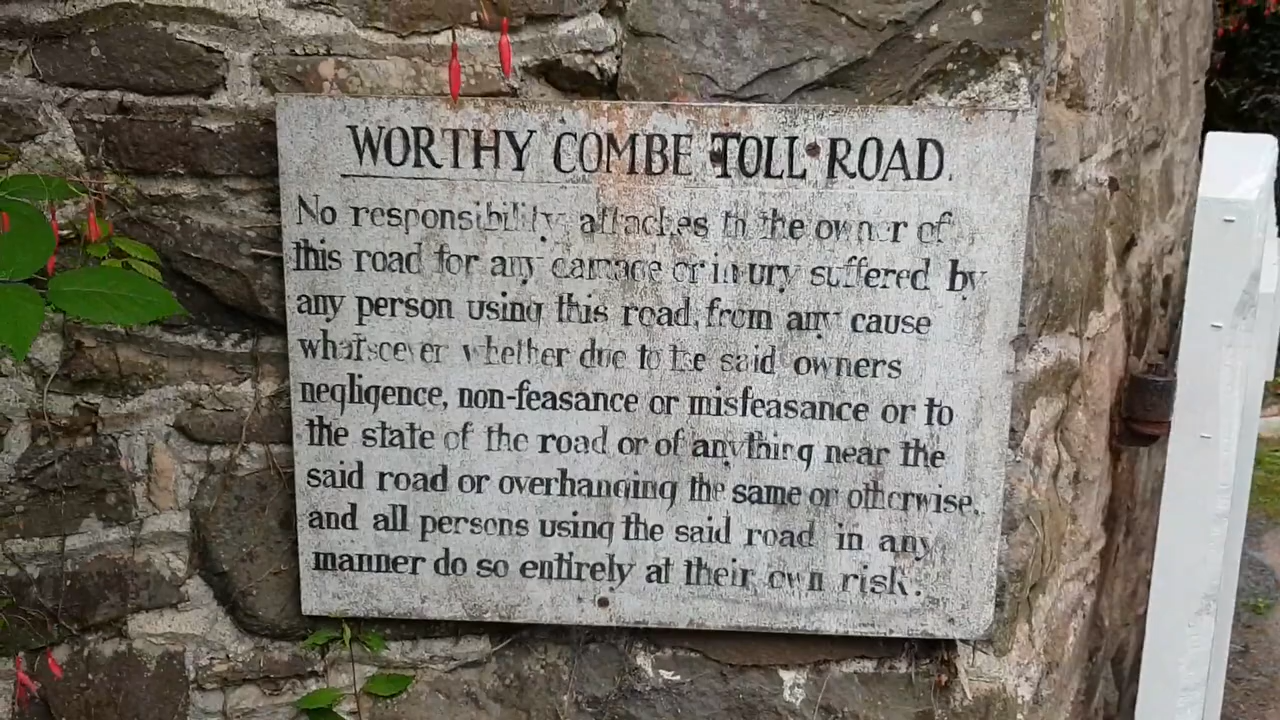 WORTHY COMBE TOLL ROAD.
No responsibility attaches to the owner of
this road for any damage or injury suffered by
any person using this road, from any cause
whatsoever whether due to the said owners
negligence, non-feasance or misfeasance or to
the state of the road or of anything near the
said road or overhanging the same or otherwise,
and all persons using the said road in any
manner do so entirely at their own risk.